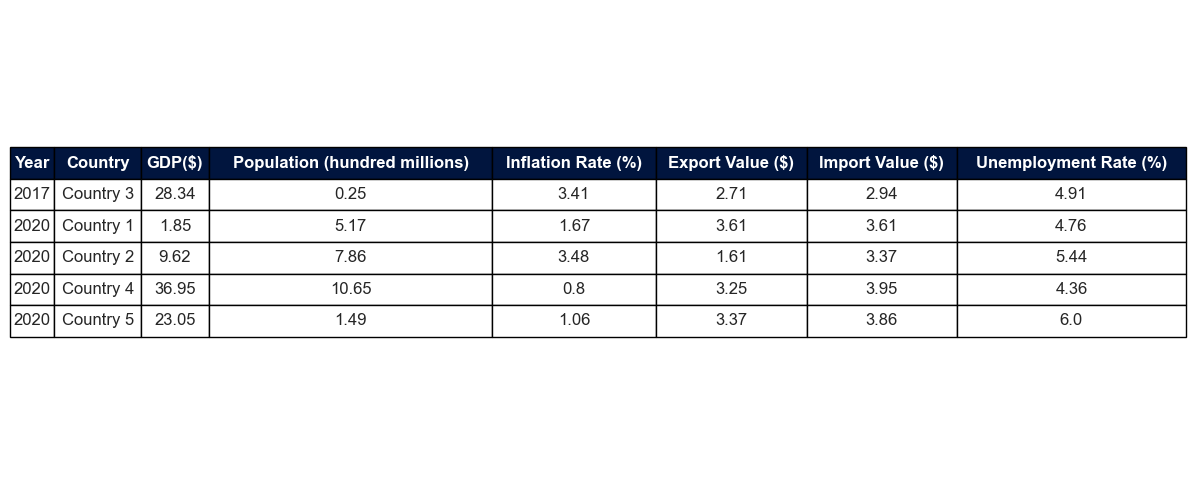 Year Country GDP($) Population (hundred millions) Inflation Rate (%) Export Value ($) Import Value ($) Unemployment Rate (%)
2017 Country 3 28.34 0.25 3.41 2.71 2.94 4.91
2020 Country 1 1.85 5.17 1.67 3.61 3.61 4.76
2020 Country 2 9.62 7.86 3.48 1.61 3.37 5.44
2020 Country 4 36.95 10.65 0.8 3.25 3.95 4.36
2020 Country 5 23.05 1.49 1.06 3.37 3.86 6.0